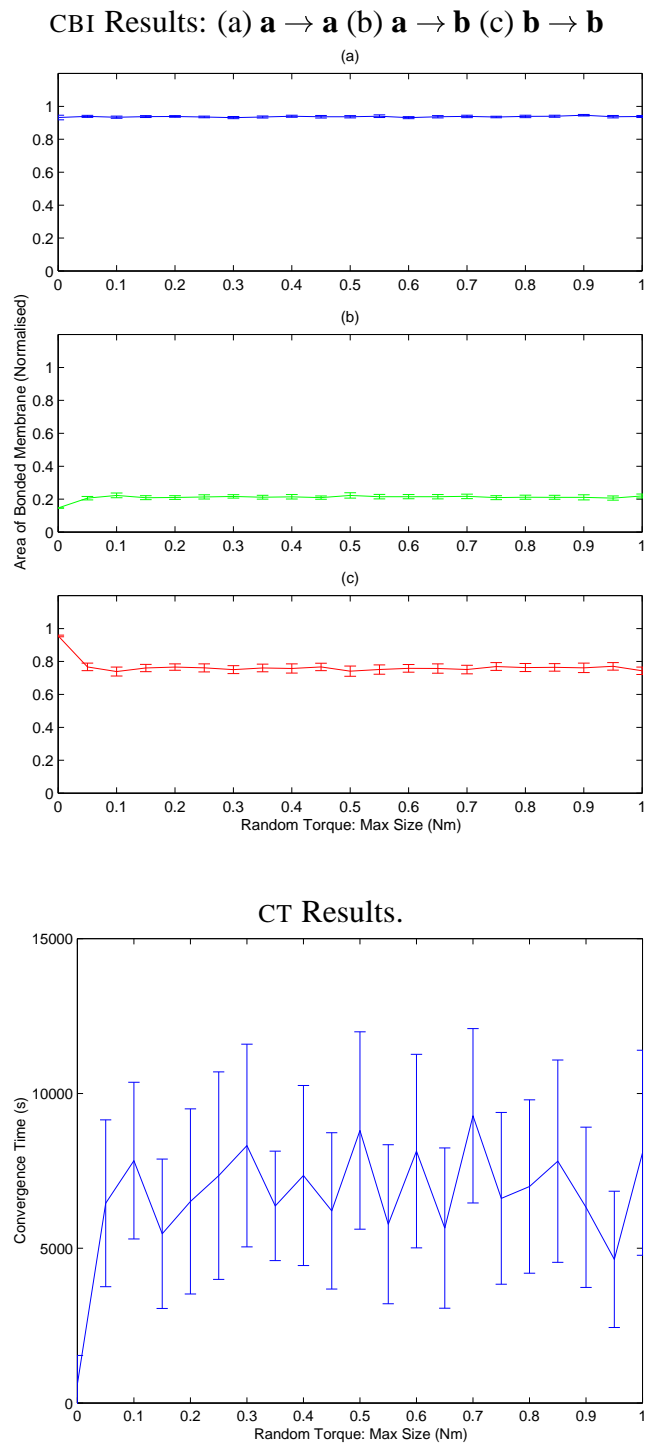 CBI Results: (a) a → a (b) a → b (c) b → b
(a)
1
0.8
0.6
0.4
0.2
0
0 0.1 0.2 0.3 0.4 0.5 0.6 0.7 0.8 0.9 1
Area of Bonded Membrane (Normalised)
(b)
1
0.8
0.6
0.4
0.2
0
0 0.1 0.2 0.3 0.4 0.5 0.6 0.7 0.8 0.9 1
(c)
1
0.8
0.6
0.4
0.2
0
0 0.1 0.2 0.3 0.4 0.5 0.6 0.7 0.8 0.9 1
Random Torque: Max Size (Nm)
CT Results.
15000
10000
5000
0
Convergence Time (s)
0 0.1 0.2 0.3 0.4 0.5 0.6 0.7 0.8 0.9 1
Random Torque: Max Size (Nm)